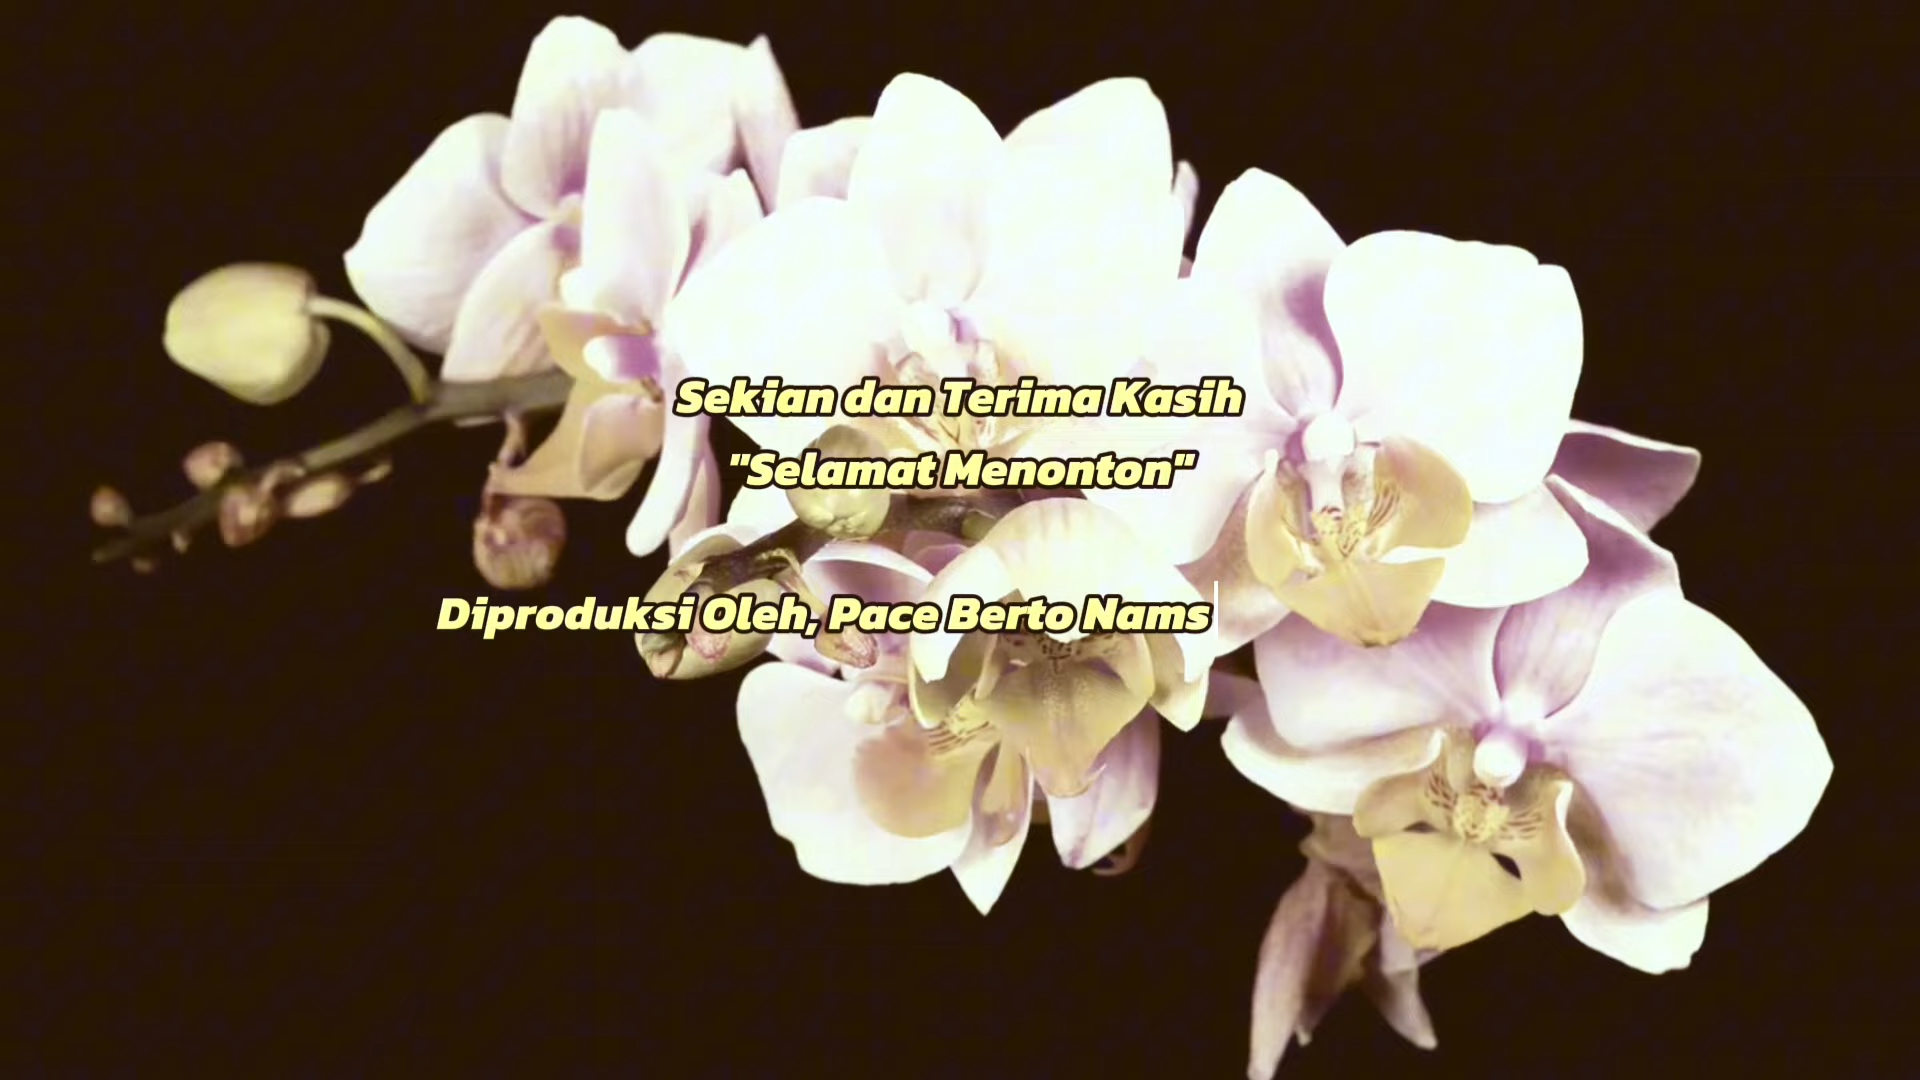 Sekian dan Terima Kasih
"Selamat Menonton"
Diproduksi Oleh, Pace Berto Nams